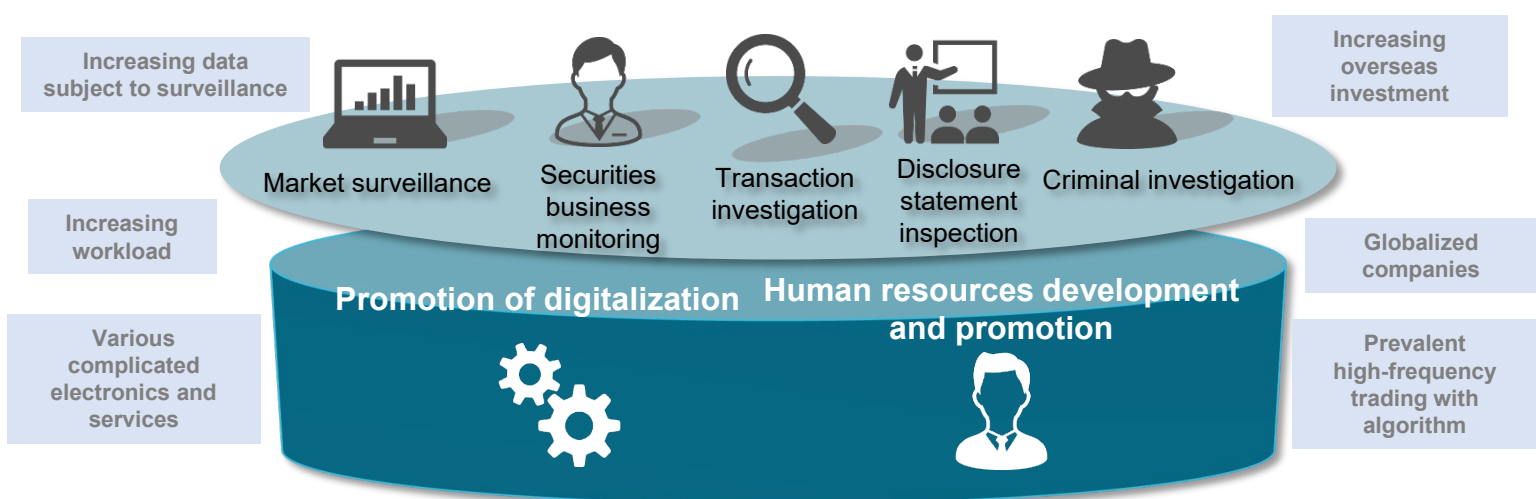 Increasing data
subject to surveillance
Increasing
overseas
investment
Market surveillance
Securities
business
monitoring
Transaction
investigation
Disclosure
statement
inspection
Criminal investigation
Increasing
workload
Globalized
companies
Promotion of digitalization
Human resources development
and promotion
Various
complicated
electronics and
services
Prevalent
high-frequency
trading with
algorithm